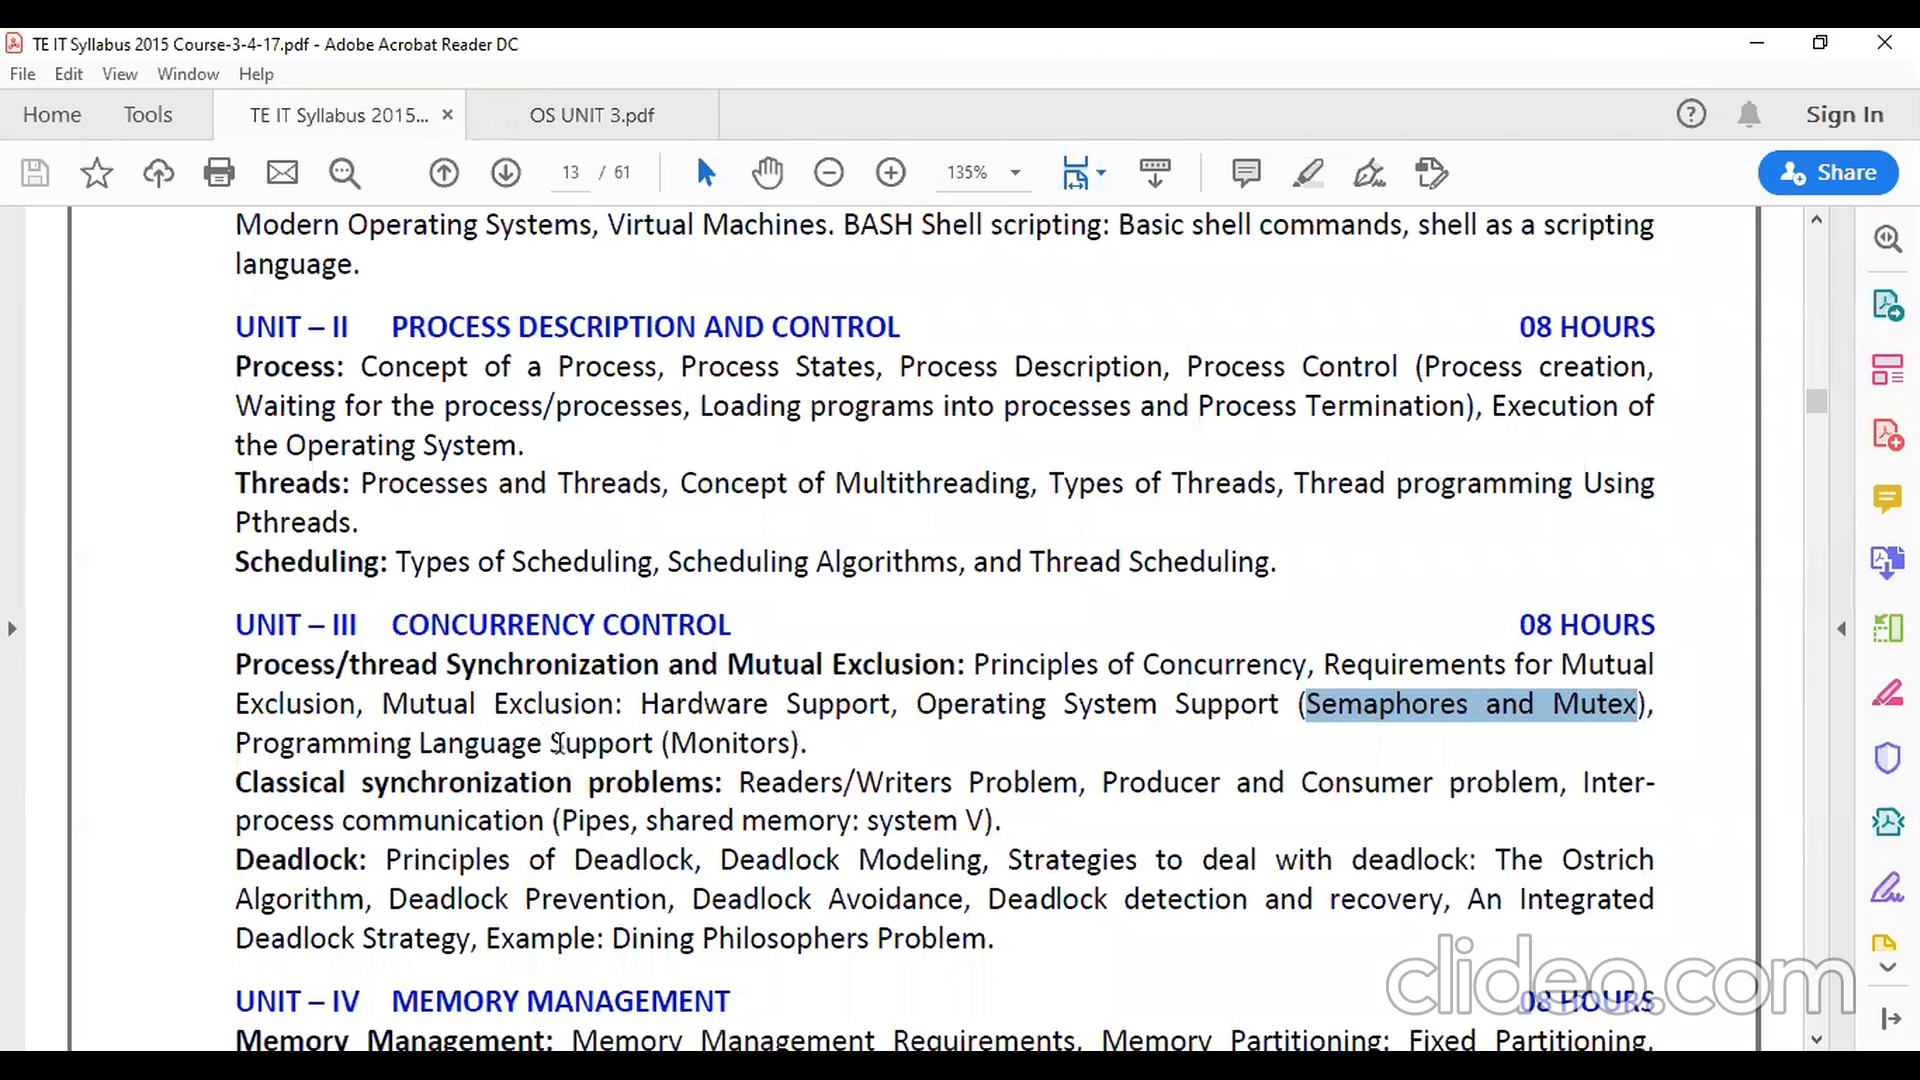 TE IT Syllabus 2015 Course-3-4-17.pdf - Adobe Acrobat Reader DC
File Edit View Window Help
Home Tools TE IT Syllabus 2015... × OS UNIT 3.pdf Sign In
13 / 61 135% Share
Modern Operating Systems, Virtual Machines. BASH Shell scripting: Basic shell commands, shell as a scripting
language.
UNIT – II PROCESS DESCRIPTION AND CONTROL 08 HOURS
Process: Concept of a Process, Process States, Process Description, Process Control (Process creation,
Waiting for the process/processes, Loading programs into processes and Process Termination), Execution of
the Operating System.
Threads: Processes and Threads, Concept of Multithreading, Types of Threads, Thread programming Using
Pthreads.
Scheduling: Types of Scheduling, Scheduling Algorithms, and Thread Scheduling.
UNIT – III CONCURRENCY CONTROL 08 HOURS
Process/thread Synchronization and Mutual Exclusion: Principles of Concurrency, Requirements for Mutual
Exclusion, Mutual Exclusion: Hardware Support, Operating System Support (Semaphores and Mutex),
Programming Language Support (Monitors).
Classical synchronization problems: Readers/Writers Problem, Producer and Consumer problem, Inter-
process communication (Pipes, shared memory: system V).
Deadlock: Principles of Deadlock, Deadlock Modeling, Strategies to deal with deadlock: The Ostrich
Algorithm, Deadlock Prevention, Deadlock Avoidance, Deadlock detection and recovery, An Integrated
Deadlock Strategy, Example: Dining Philosophers Problem.
clideo.com
UNIT – IV MEMORY MANAGEMENT 08 HOURS
Memory Management: Memory Management Requirements, Memory Partitioning: Fixed Partitioning,